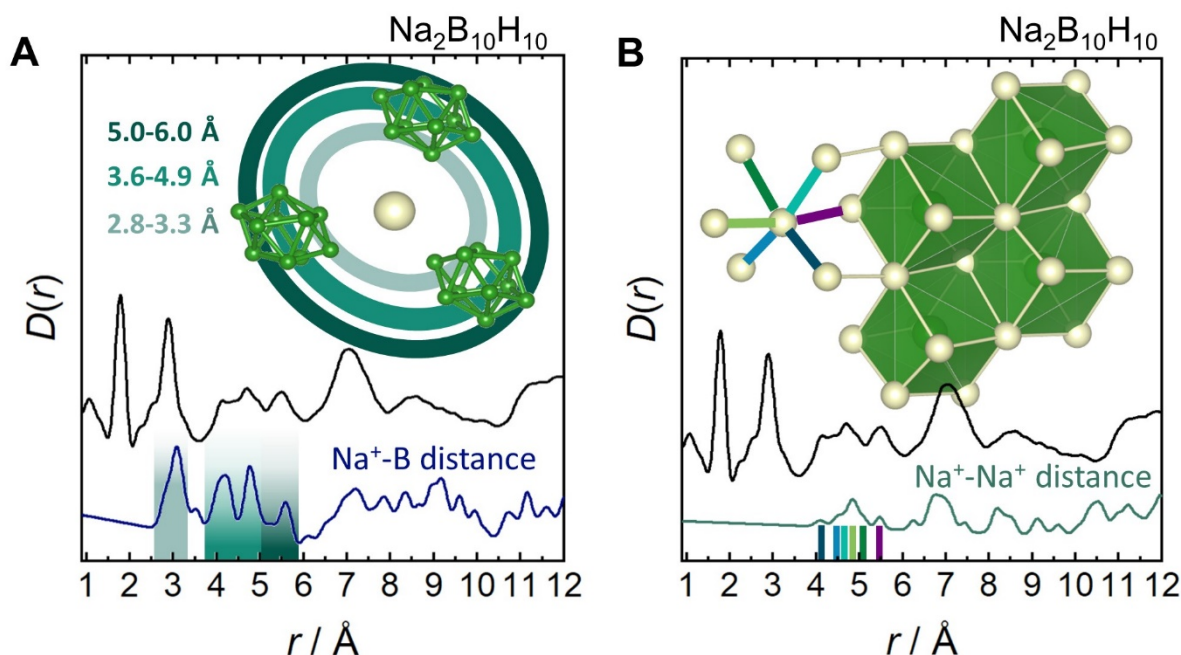 A
Na₂B₁₀H₁₀
5.0-6.0 Å
3.6-4.9 Å
2.8-3.3 Å
D(r)
Na⁺-B distance
1 2 3 4 5 6 7 8 9 10 11 12
r / Å
B
Na₂B₁₀H₁₀
D(r)
Na⁺-Na⁺ distance
1 2 3 4 5 6 7 8 9 10 11 12
r / Å